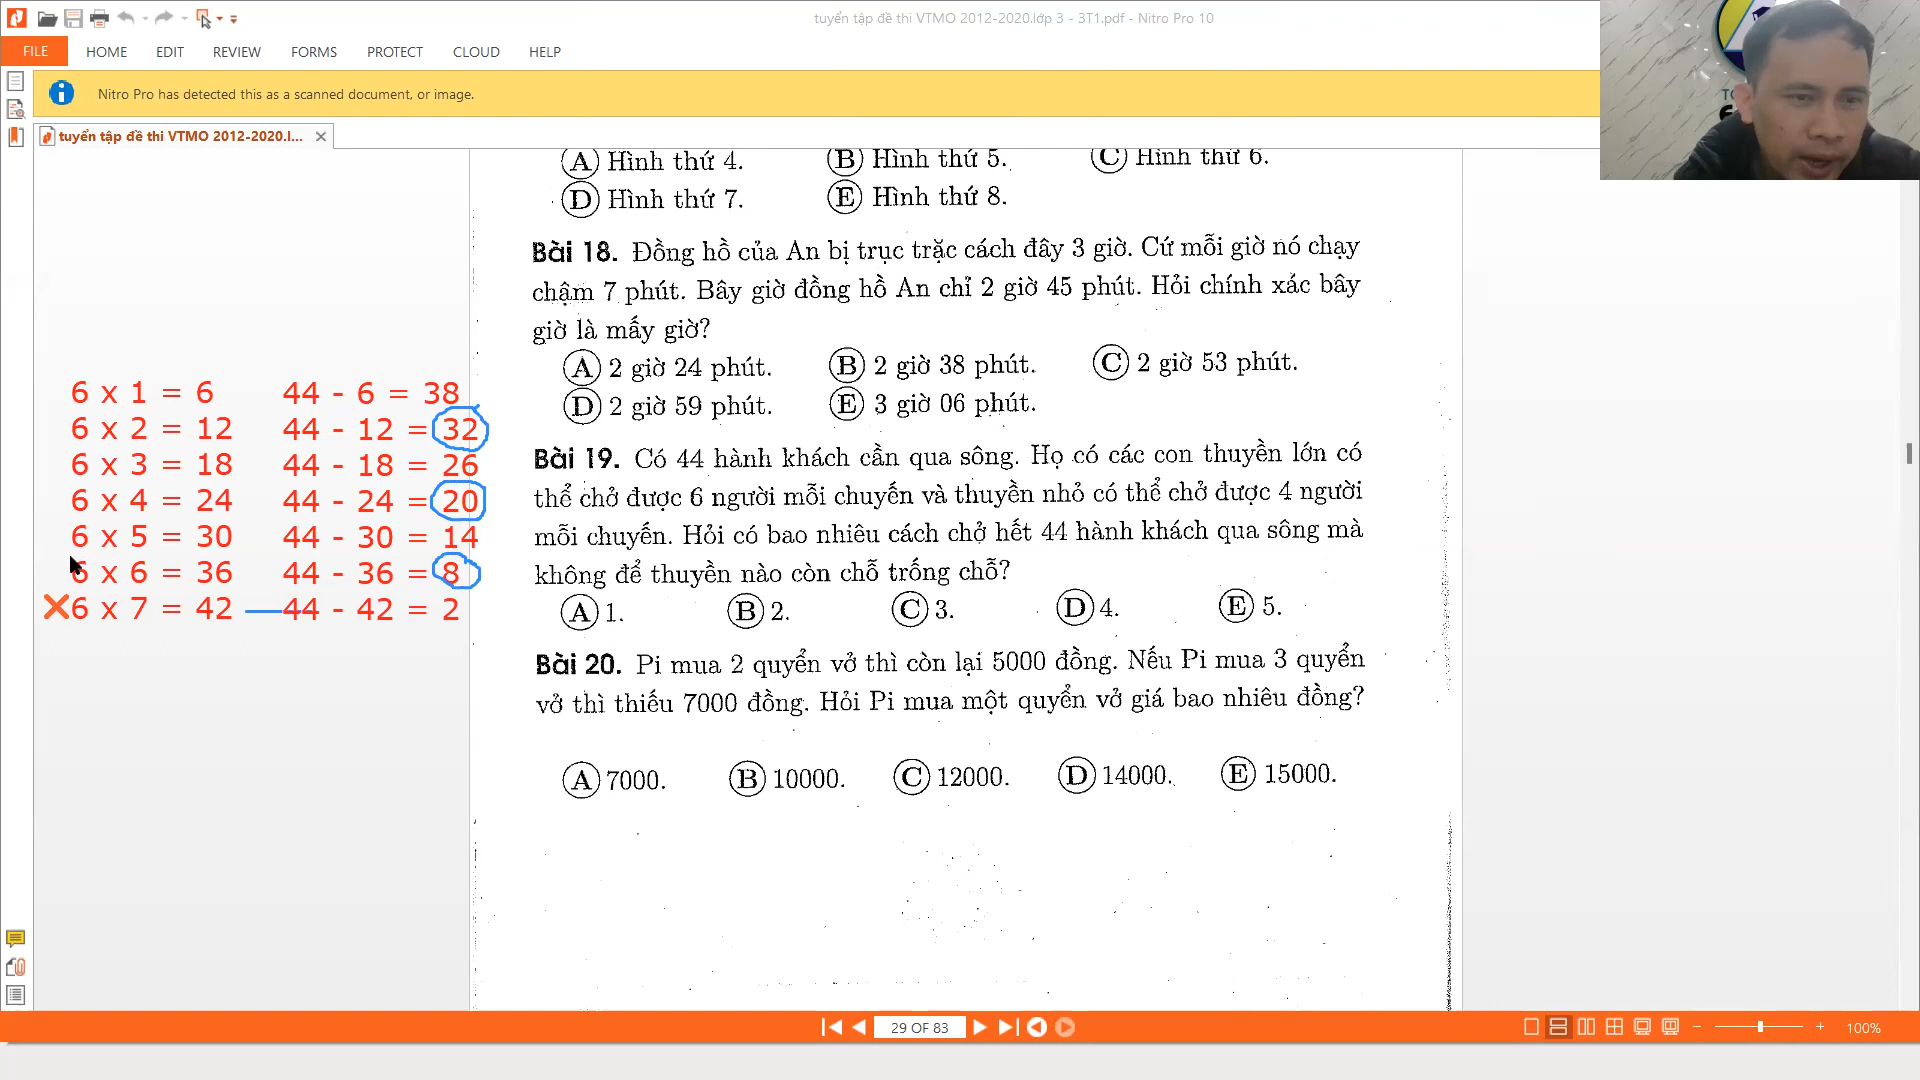 tuyển tập đề thi VTMO 2012-2020.lớp 3 - 3T1.pdf - Nitro Pro 10
FILE HOME EDIT REVIEW FORMS PROTECT CLOUD HELP
Nitro Pro has detected this as a scanned document, or image.
tuyển tập đề thi VTMO 2012-2020.l...
A Hình thứ 4. B Hình thứ 5. C Hình thứ 6.
D Hình thứ 7. E Hình thứ 8.
Bài 18. Đồng hồ của An bị trục trặc cách đây 3 giờ. Cứ mỗi giờ nó chạy
chậm 7 phút. Bây giờ đồng hồ An chỉ 2 giờ 45 phút. Hỏi chính xác bây
giờ là mấy giờ?
A 2 giờ 24 phút. B 2 giờ 38 phút. C 2 giờ 53 phút.
D 2 giờ 59 phút. E 3 giờ 06 phút.
6 x 1 = 6 44 - 6 = 38
6 x 2 = 12 44 - 12 = 32
6 x 3 = 18 44 - 18 = 26
6 x 4 = 24 44 - 24 = 20
6 x 5 = 30 44 - 30 = 14
6 x 6 = 36 44 - 36 = 8
6 x 7 = 42 44 - 42 = 2
Bài 19. Có 44 hành khách cần qua sông. Họ có các con thuyền lớn có
thể chở được 6 người mỗi chuyến và thuyền nhỏ có thể chở được 4 người
mỗi chuyến. Hỏi có bao nhiêu cách chở hết 44 hành khách qua sông mà
không để thuyền nào còn chỗ trống chỗ?
A 1. B 2. C 3. D 4. E 5.
Bài 20. Pi mua 2 quyển vở thì còn lại 5000 đồng. Nếu Pi mua 3 quyển
vở thì thiếu 7000 đồng. Hỏi Pi mua một quyển vở giá bao nhiêu đồng?
A 7000. B 10000. C 12000. D 14000. E 15000.
29 OF 83
100%